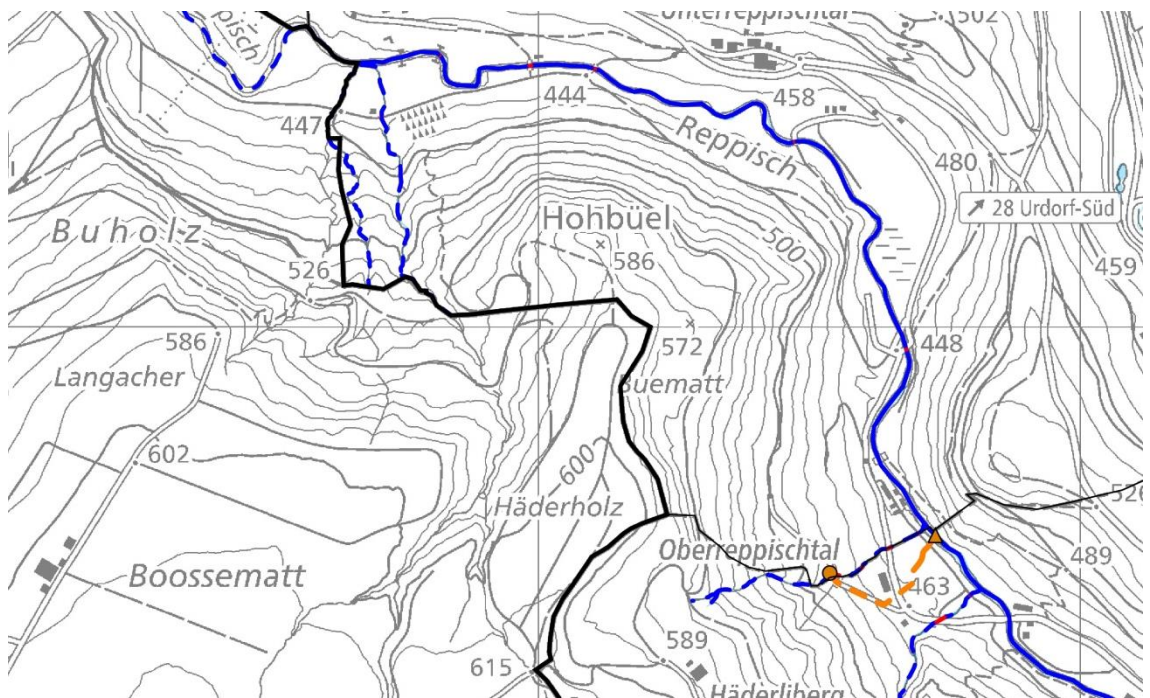 502
Unterreppischtal
444
458
447
Reppisch
480
28 Urdorf-Süd
Hohbüel
Buholz
500
586
459
526
586
572
448
Langacher
Buematt
602
600
Häderholz
Oberreppischtal
489
Boossematt
463
589
615
Häderliberg